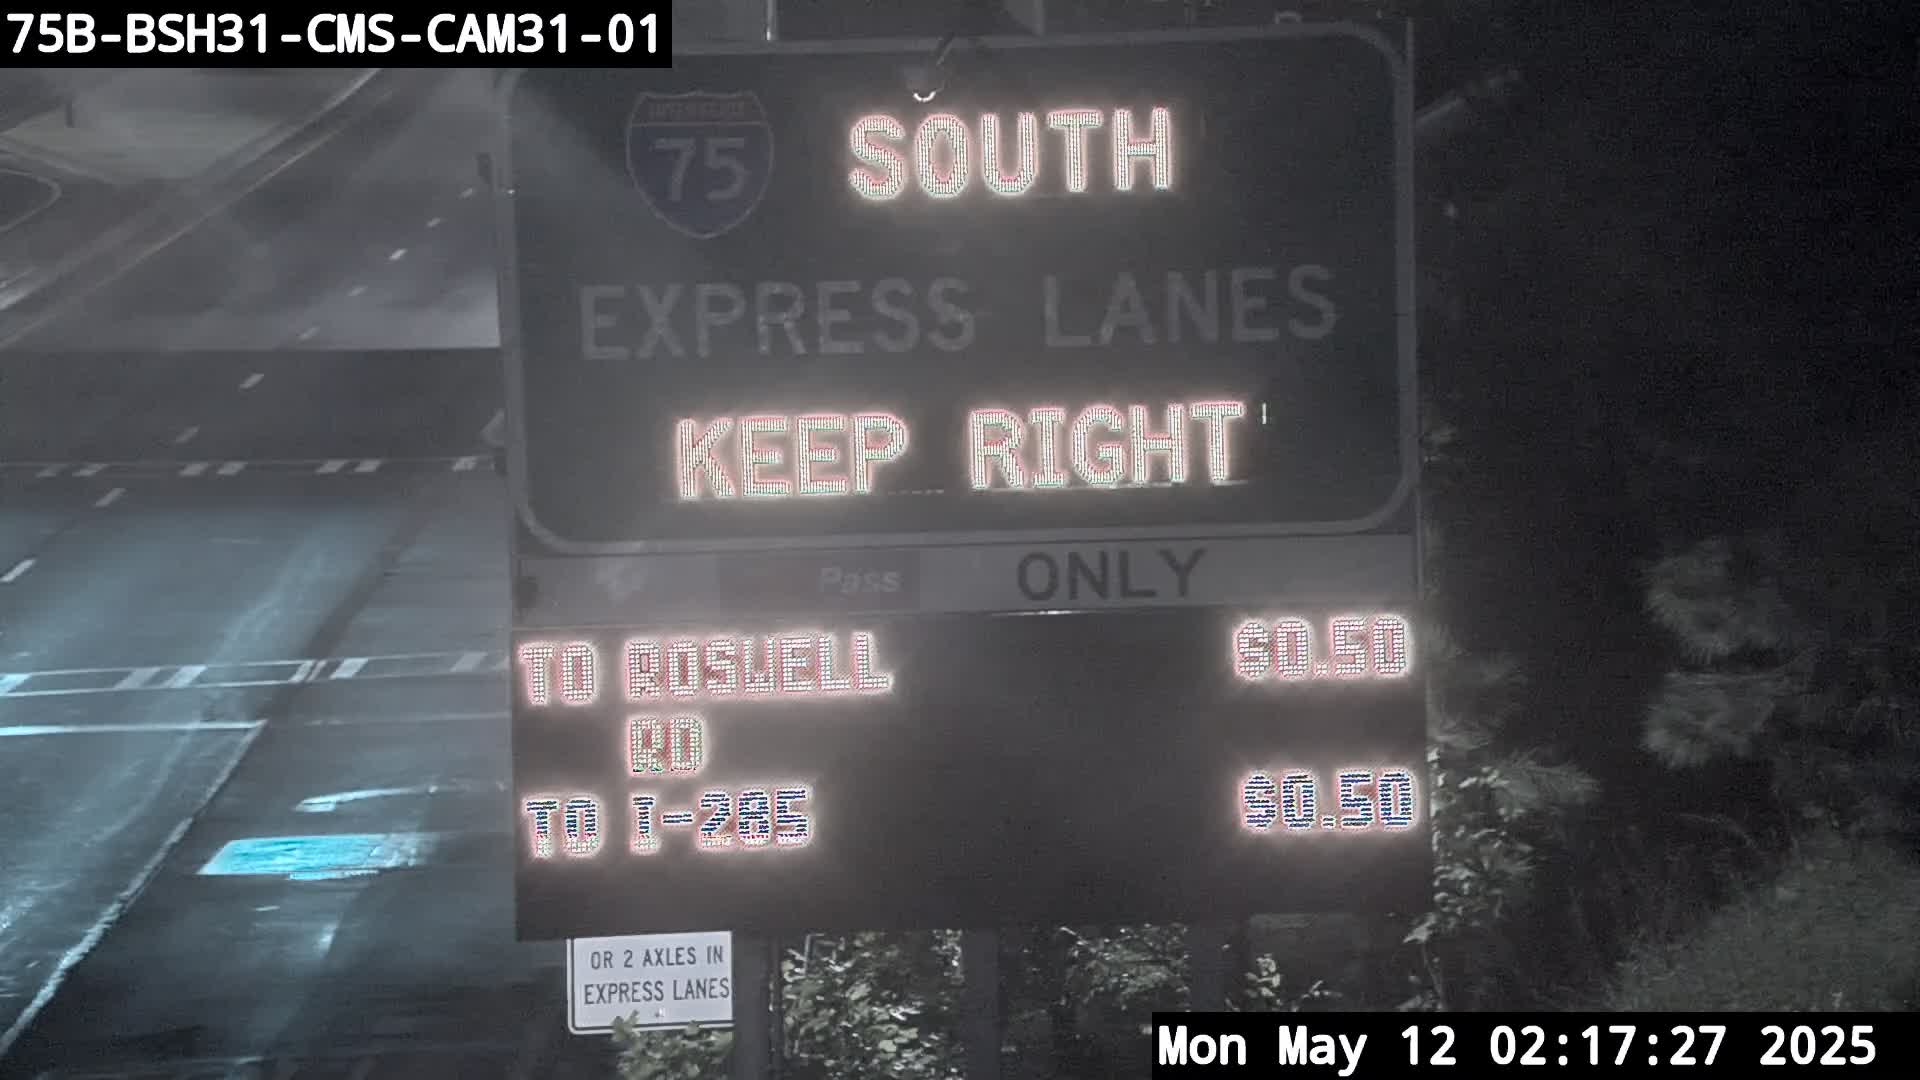 75B-BSH31-CMS-CAM31-01
INTERSTATE
75
SOUTH
EXPRESS LANES
KEEP RIGHT
Pass
ONLY
TO ROSWELL $0.50
RD
TO I-285 $0.50
OR 2 AXLES IN
EXPRESS LANES
Mon May 12 02:17:27 2025